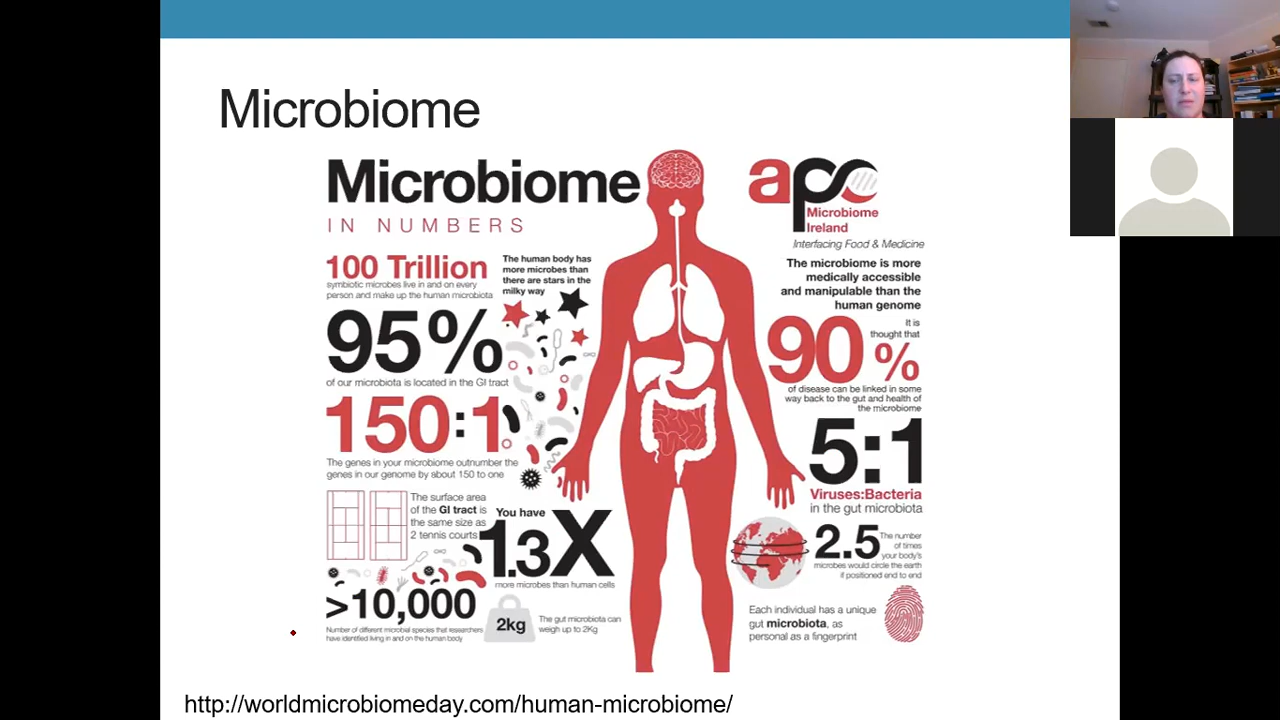 Microbiome
Microbiome
IN NUMBERS
100 Trillion
symbiotic microbes live in and on every
person and make up the human microbiota
The human body has
more microbes than
there are stars in the
milky way
95%
of our microbiota is located in the GI tract
150:1
The genes in your microbiome outnumber the
genes in our genome by about 150 to one
The surface area
of the GI tract is
the same size as
2 tennis courts
You have
1.3X
more microbes than human cells
>10,000
Number of different microbial species that researchers
have identified living in and on the human body
2kg
The gut microbiota can
weigh up to 2Kg
apc
Microbiome
Ireland
Interfacing Food & Medicine
The microbiome is more
medically accessible
and manipulable than the
human genome
90%
It is
thought that
of disease can be linked in some
way back to the gut and health of
the microbiome
5:1
Viruses:Bacteria
in the gut microbiota
2.5
The number
of times
your body's
microbes would circle the earth
if positioned end to end
Each individual has a unique
gut microbiota, as
personal as a fingerprint
http://worldmicrobiomeday.com/human-microbiome/